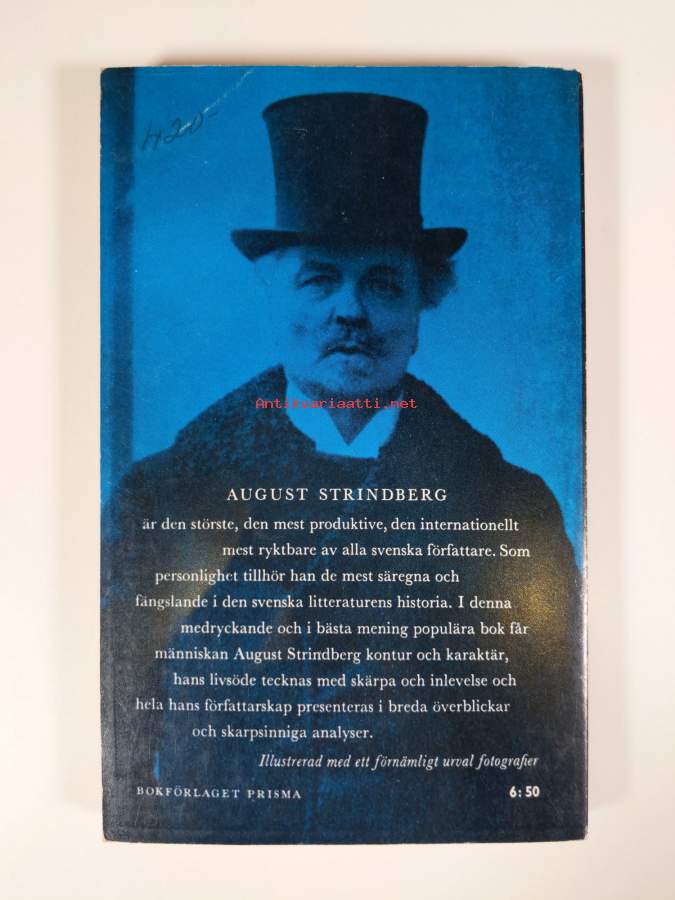 420-
Antikvariaatti.net
AUGUST STRINDBERG
är den störste, den mest produktive, den internationellt
mest ryktbare av alla svenska författare. Som
personlighet tillhör han de mest säregna och
fängslande i den svenska litteraturens historia. I denna
medryckande och i bästa mening populära bok får
människan August Strindberg kontur och karaktär,
hans livsöde tecknas med skärpa och inlevelse och
hela hans författarskap presenteras i breda överblickar
och skarpsinniga analyser.
Illustrerad med ett förnämligt urval fotografier
BOKFÖRLAGET PRISMA 6:50